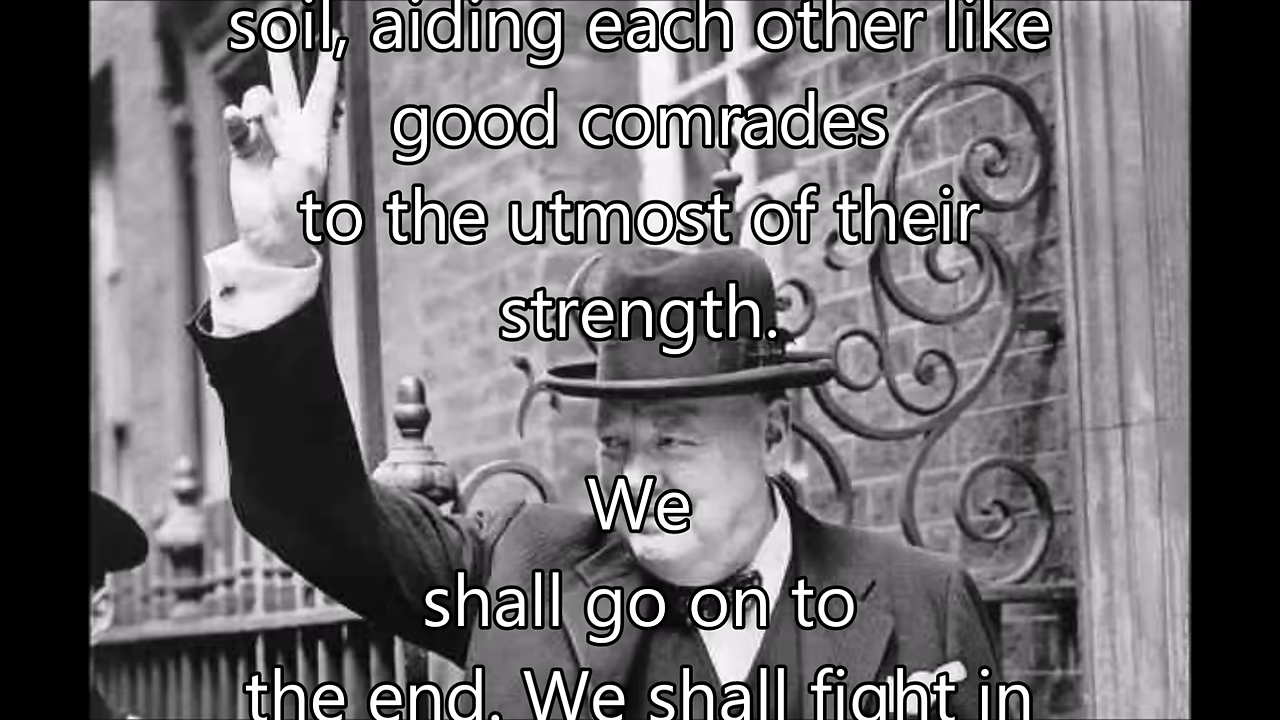 soil, aiding each other like
good comrades
to the utmost of their
strength.
We
shall go on to
the end. We shall fight in